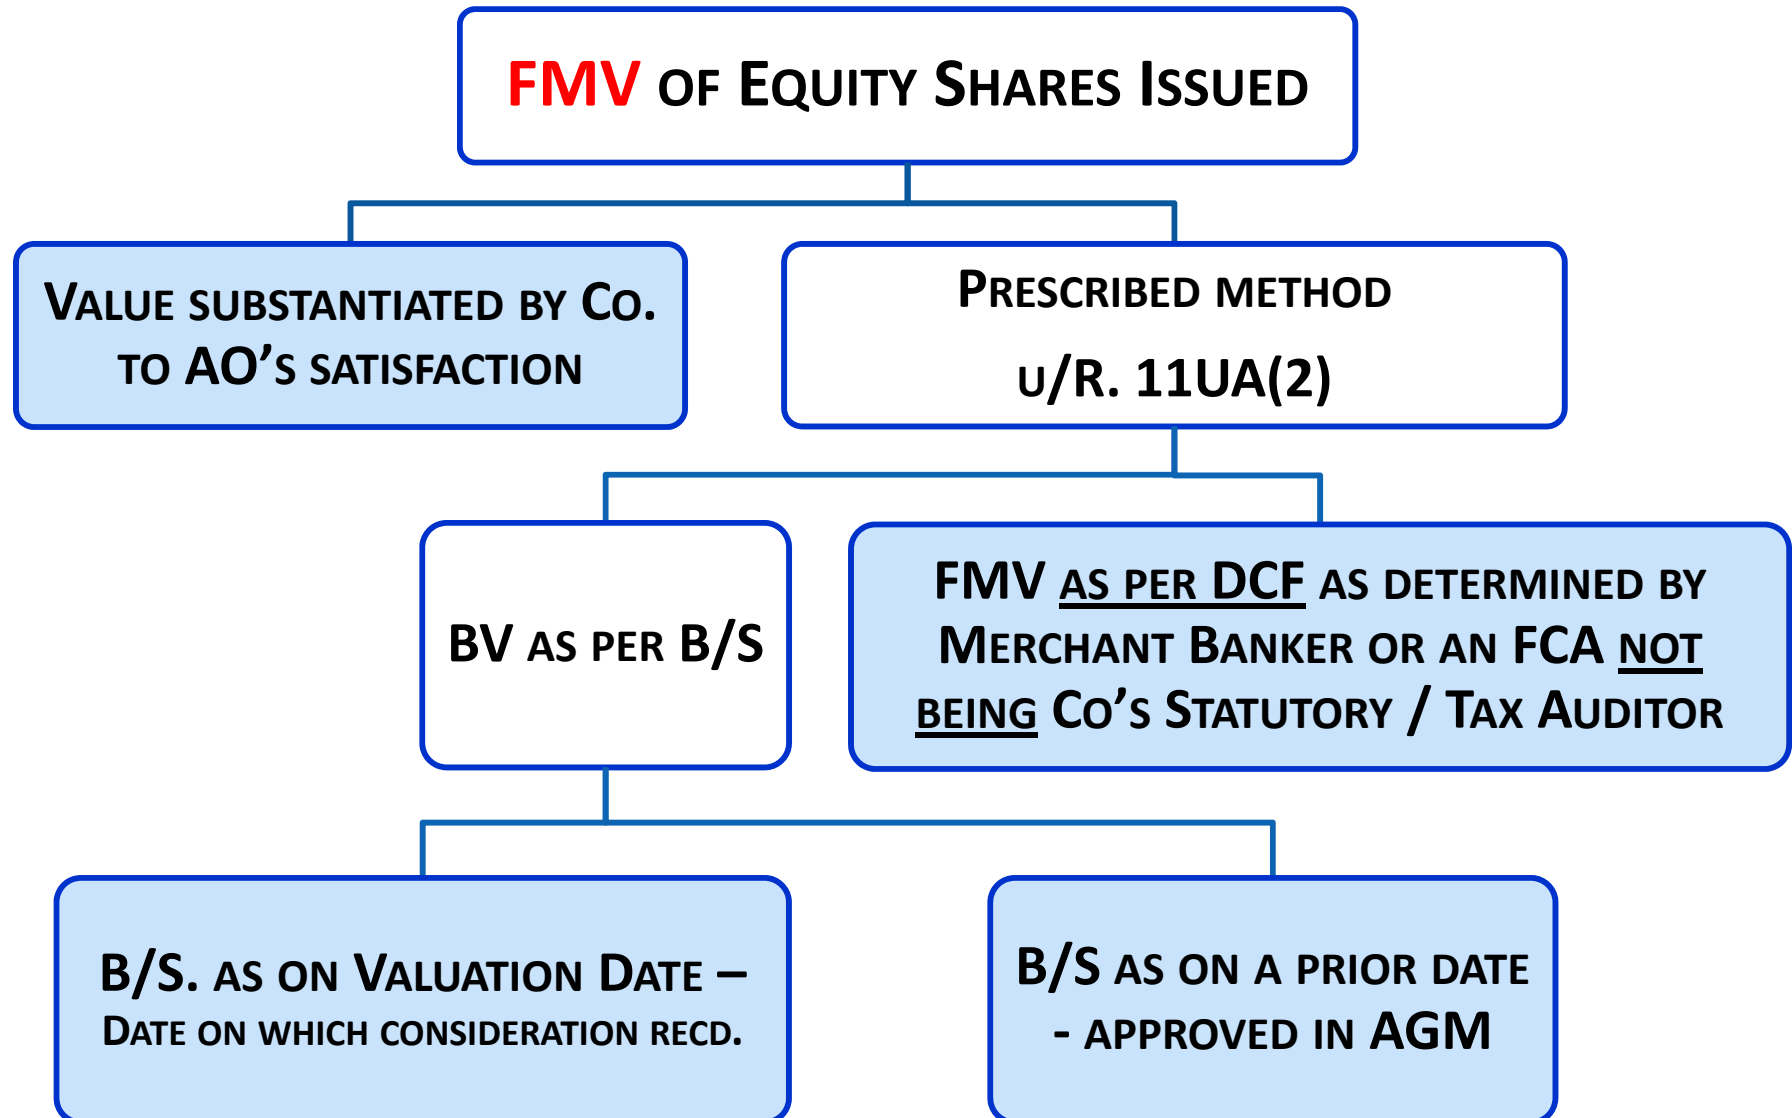 FMV OF EQUITY SHARES ISSUED
VALUE SUBSTANTIATED BY CO.
TO AO’S SATISFACTION
PRESCRIBED METHOD
U/R. 11UA(2)
BV AS PER B/S
FMV AS PER DCF AS DETERMINED BY
MERCHANT BANKER OR AN FCA NOT
BEING CO’S STATUTORY / TAX AUDITOR
B/S. AS ON VALUATION DATE –
DATE ON WHICH CONSIDERATION RECD.
B/S AS ON A PRIOR DATE
- APPROVED IN AGM